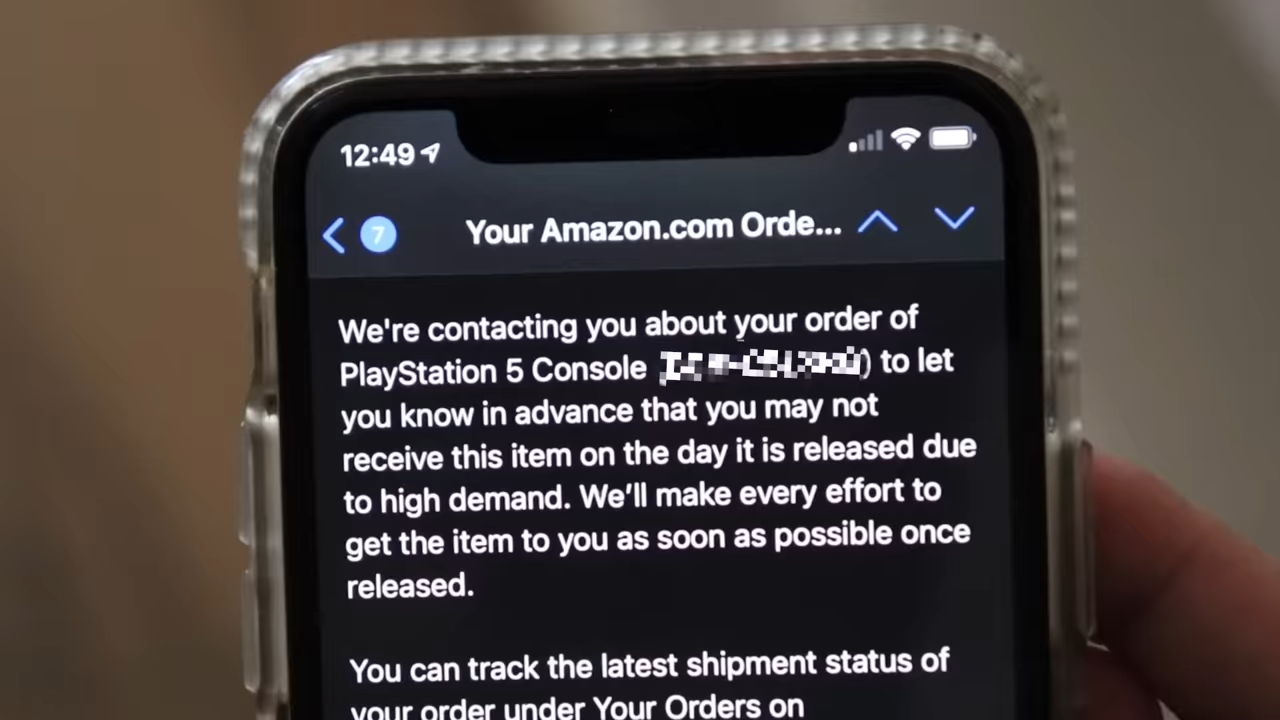 12:49
7 Your Amazon.com Orde...
We're contacting you about your order of
PlayStation 5 Console ) to let
you know in advance that you may not
receive this item on the day it is released due
to high demand. We’ll make every effort to
get the item to you as soon as possible once
released.
You can track the latest shipment status of
your order under Your Orders on